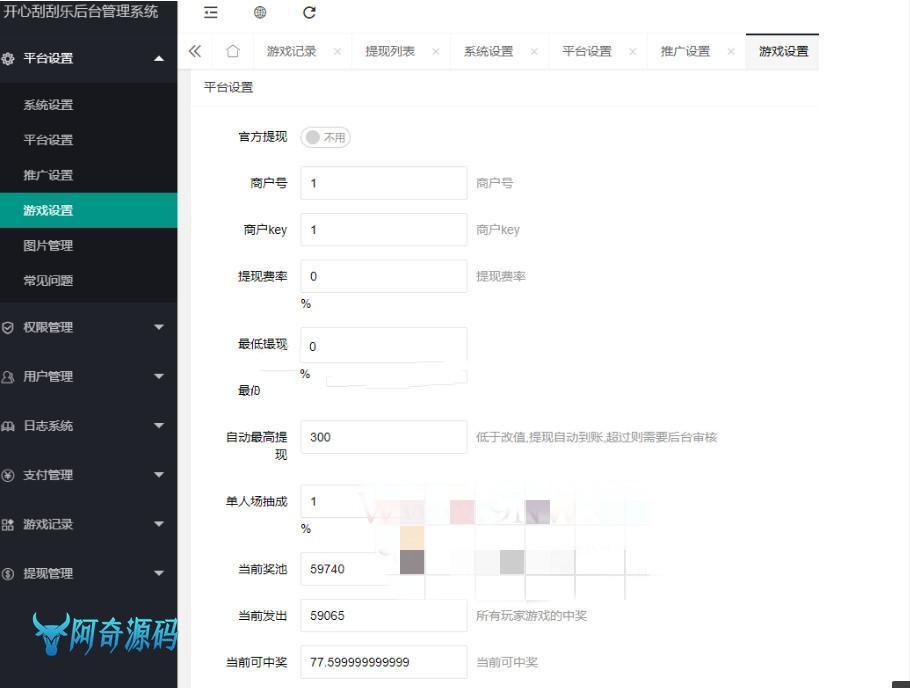 开心刮刮乐后台管理系统
平台设置
系统设置
平台设置
推广设置
游戏设置
图片管理
常见问题
权限管理
用户管理
日志系统
支付管理
游戏记录
提现管理
阿奇源码
游戏记录 ×
提现列表 ×
系统设置 ×
平台设置 ×
推广设置 ×
游戏设置
平台设置
官方提现 不用
商户号 1 商户号
商户key 1 商户key
提现费率 0 提现费率
%
最低提现 0
%
自动最高提现 300 低于改值,提现自动到账,超过则需要后台审核
单人场抽成 1
%
当前奖池 59740
当前发出 59065 所有玩家游戏的中奖
当前可中奖 77.599999999999 当前可中奖